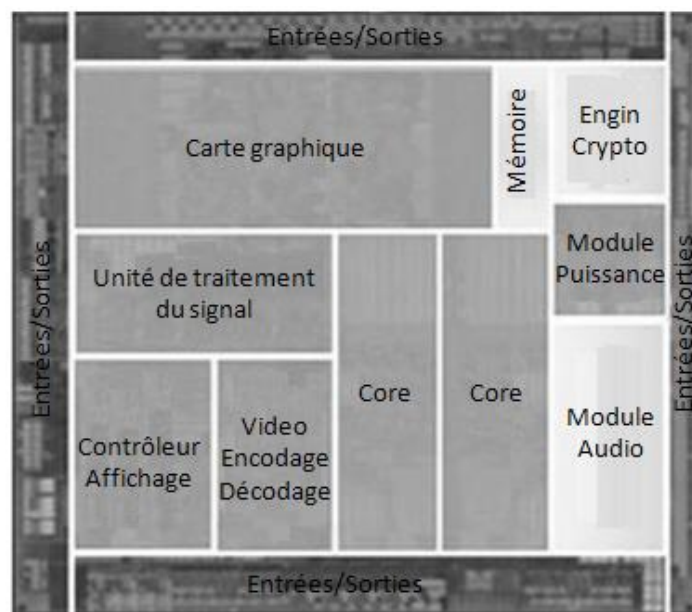 Entrées/Sorties
Carte graphique
Mémoire
Engin
Crypto
Entrées/Sorties
Module
Puissance
Entrées/Sorties
Unité de traitement
du signal
Core
Core
Contrôleur
Affichage
Video
Encodage
Décodage
Module
Audio
Entrées/Sorties